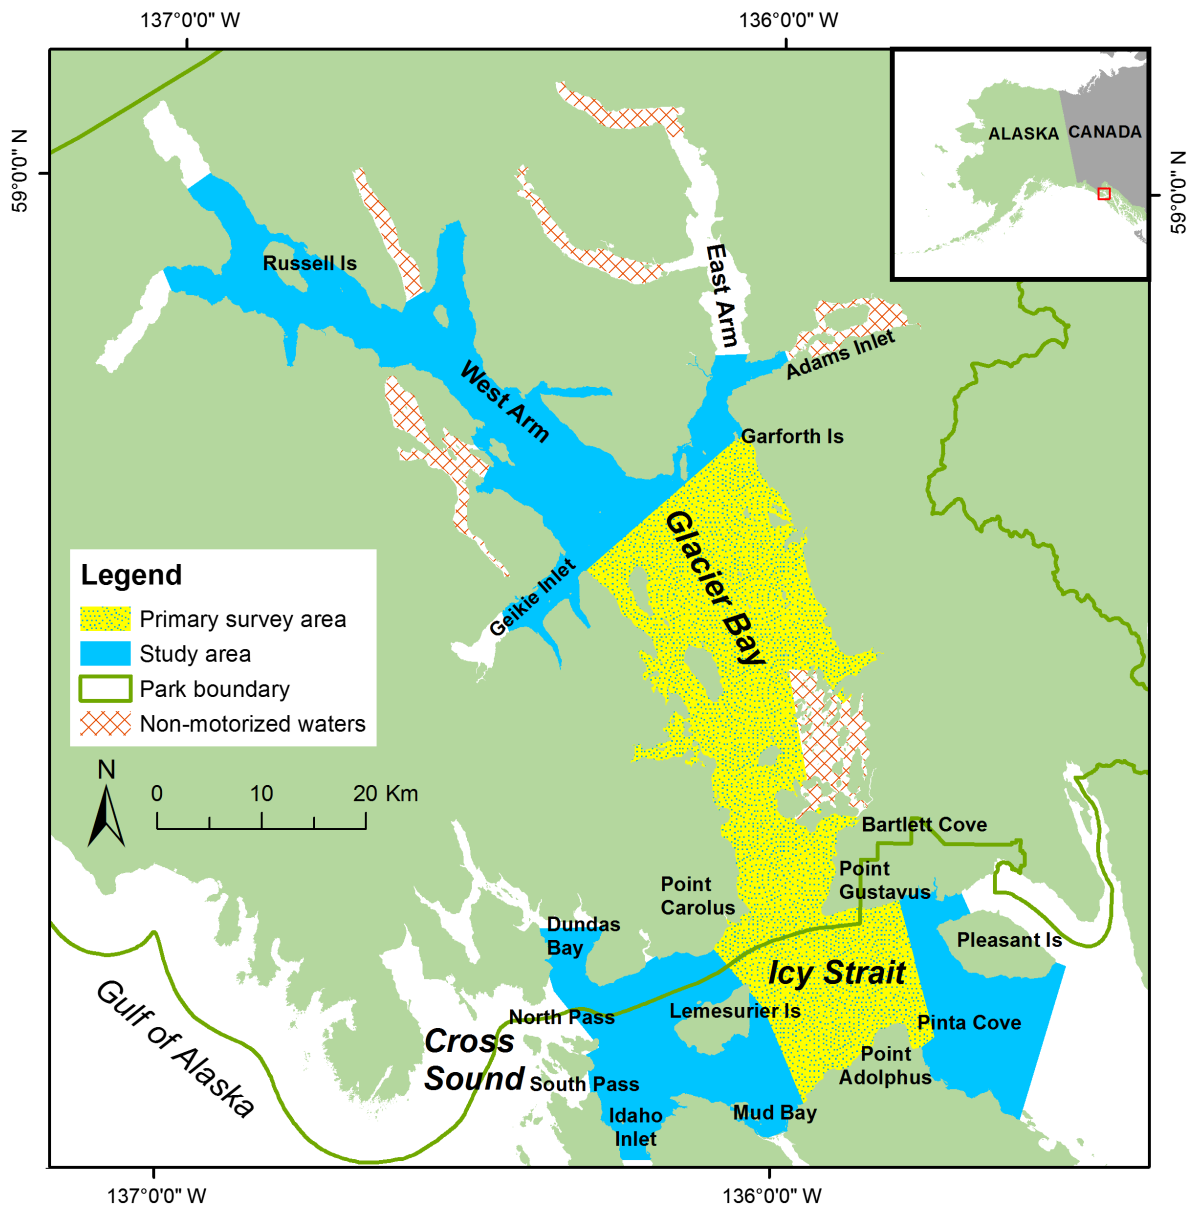 137°0'0" W
136°0'0" W
59°0'0" N
59°0'0" N
ALASKA
CANADA
Russell Is
East Arm
Adams Inlet
West Arm
Garforth Is
Glacier Bay
Geikie Inlet
Legend
Primary survey area
Study area
Park boundary
Non-motorized waters
N
0
10
20 Km
Bartlett Cove
Point
Gustavus
Point
Carolus
Dundas
Bay
Pleasant Is
Icy Strait
Gulf of Alaska
North Pass
Lemesurier Is
Pinta Cove
Cross
Sound
South Pass
Point
Adolphus
Idaho
Inlet
Mud Bay
137°0'0" W
136°0'0" W